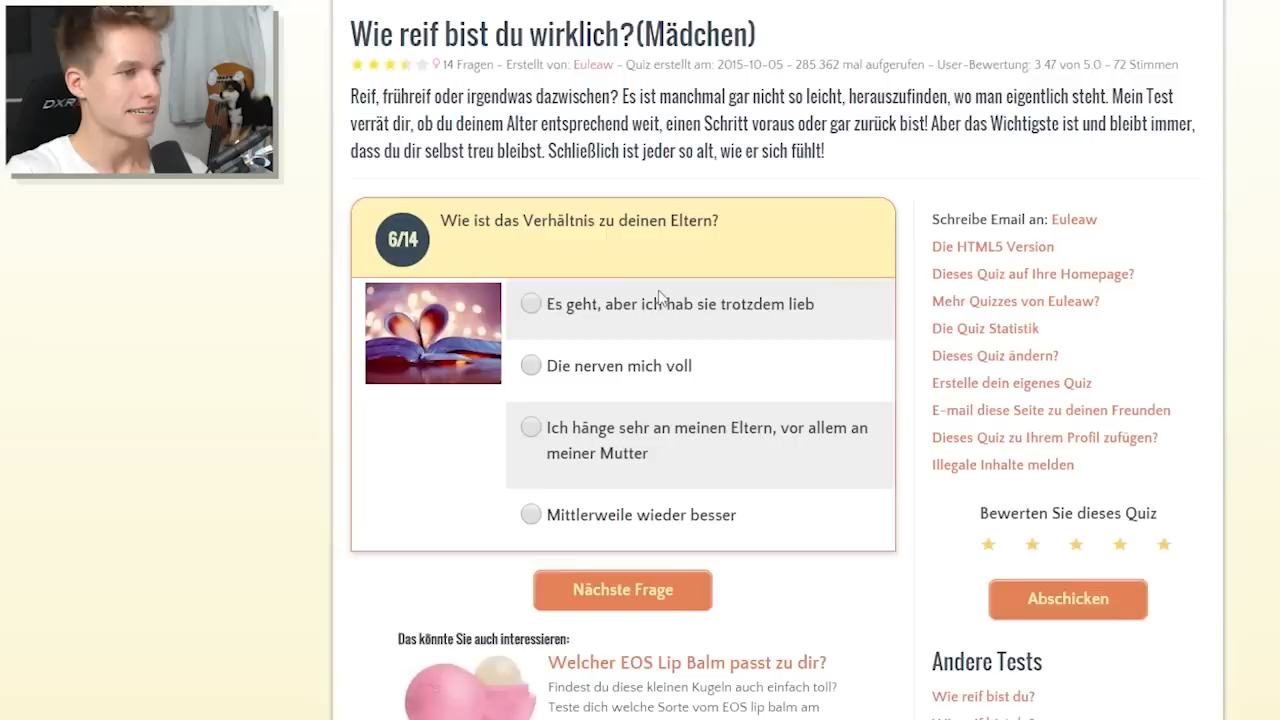 DXR
Wie reif bist du wirklich?(Mädchen)
14 Fragen - Erstellt von: Euleaw - Quiz erstellt am: 2015-10-05 - 285.362 mal aufgerufen - User-Bewertung: 3.47 von 5.0 - 72 Stimmen
Reif, frühreif oder irgendwas dazwischen? Es ist manchmal gar nicht so leicht, herauszufinden, wo man eigentlich steht. Mein Test
verrät dir, ob du deinem Alter entsprechend weit, einen Schritt voraus oder gar zurück bist! Aber das Wichtigste ist und bleibt immer,
dass du dir selbst treu bleibst. Schließlich ist jeder so alt, wie er sich fühlt!
6/14
Wie ist das Verhältnis zu deinen Eltern?
Es geht, aber ich hab sie trotzdem lieb
Die nerven mich voll
Ich hänge sehr an meinen Eltern, vor allem an
meiner Mutter
Mittlerweile wieder besser
Nächste Frage
Das könnte Sie auch interessieren:
Welcher EOS Lip Balm passt zu dir?
Findest du diese kleinen Kugeln auch einfach toll?
Teste dich welche Sorte vom EOS lip balm am
Schreibe Email an: Euleaw
Die HTML5 Version
Dieses Quiz auf Ihre Homepage?
Mehr Quizzes von Euleaw?
Die Quiz Statistik
Dieses Quiz ändern?
Erstelle dein eigenes Quiz
E-mail diese Seite zu deinen Freunden
Dieses Quiz zu Ihrem Profil zufügen?
Illegale Inhalte melden
Bewerten Sie dieses Quiz
Abschicken
Andere Tests
Wie reif bist du?